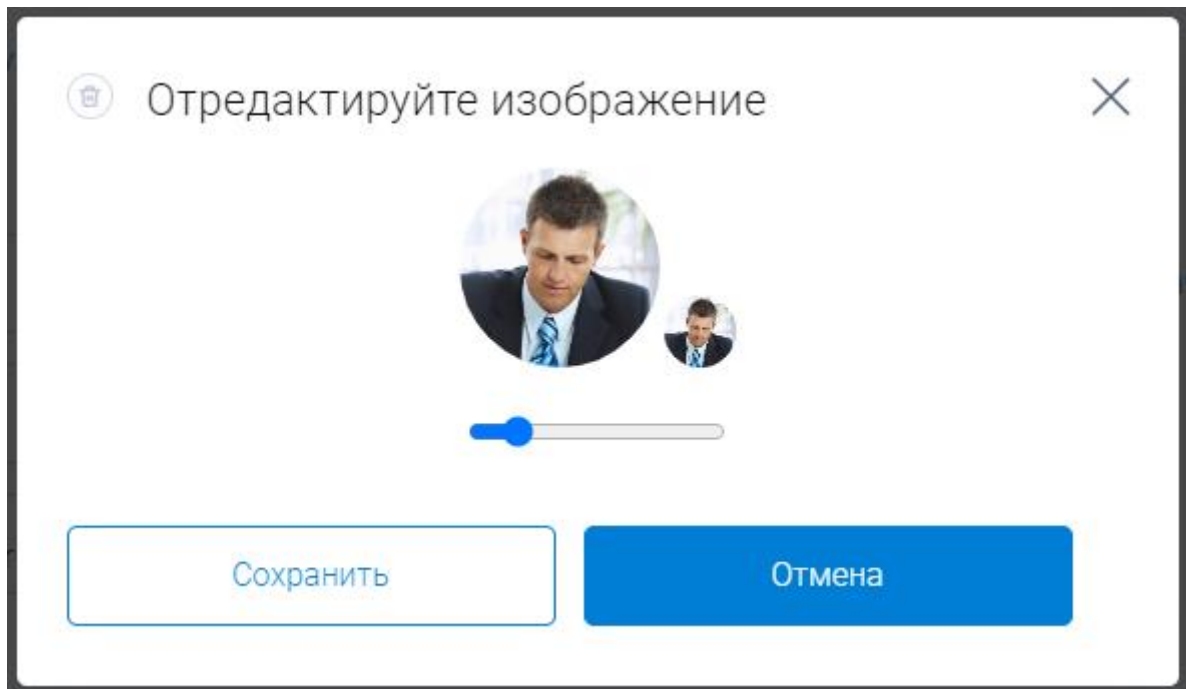 Отредактируйте изображение
Сохранить
Отмена